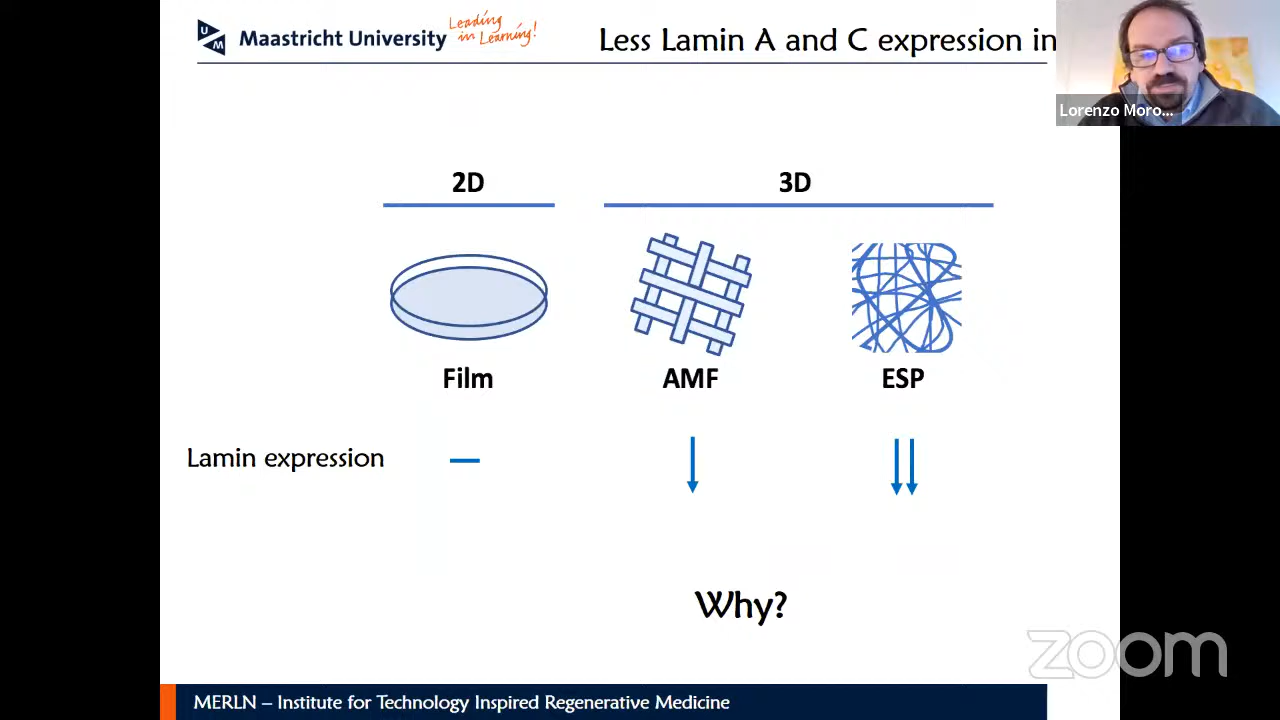 U M Maastricht University Leading in Learning!
Less Lamin A and C expression in
Lorenzo Moro...
2D
3D
Film
AMF
ESP
Lamin expression
Why?
zoom
MERLN – Institute for Technology Inspired Regenerative Medicine